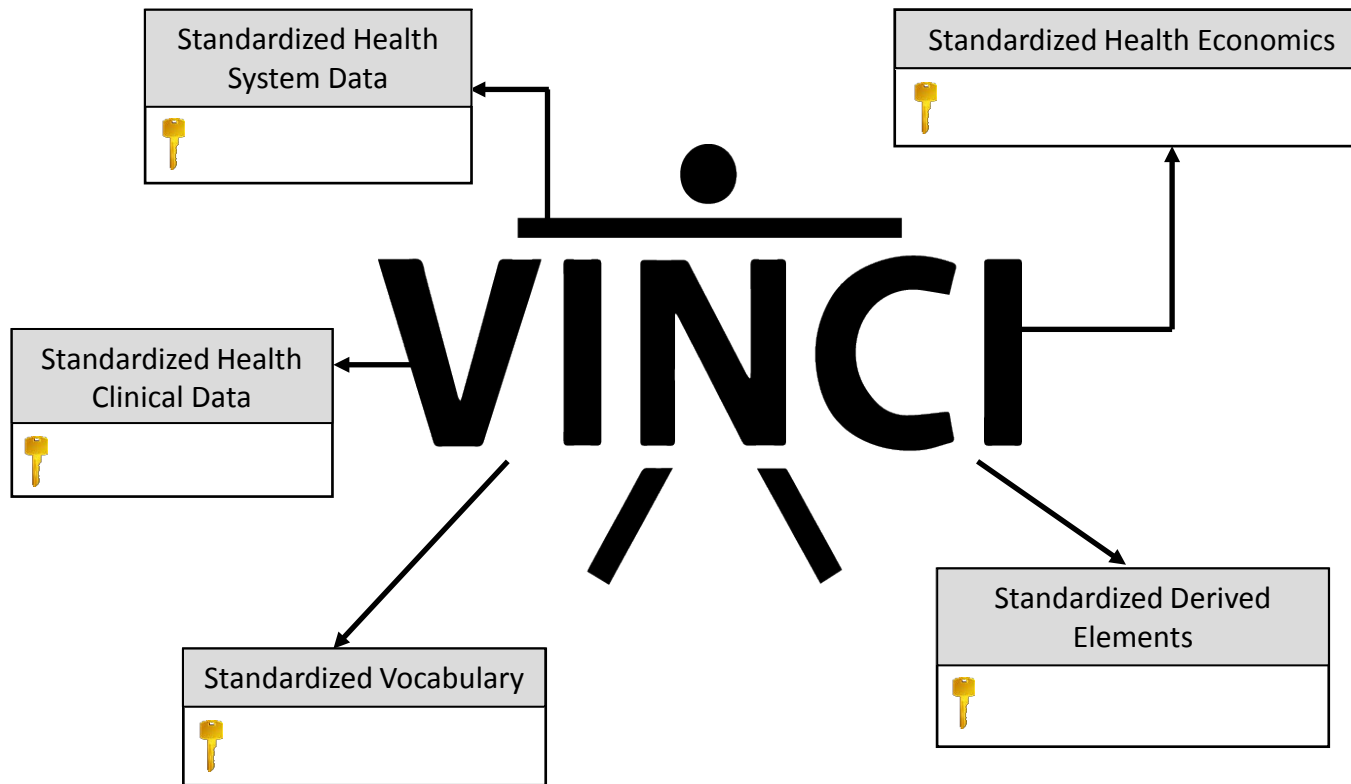 Standardized Health
System Data
Standardized Health Economics
VINCI
Standardized Health
Clinical Data
Standardized Derived
Elements
Standardized Vocabulary